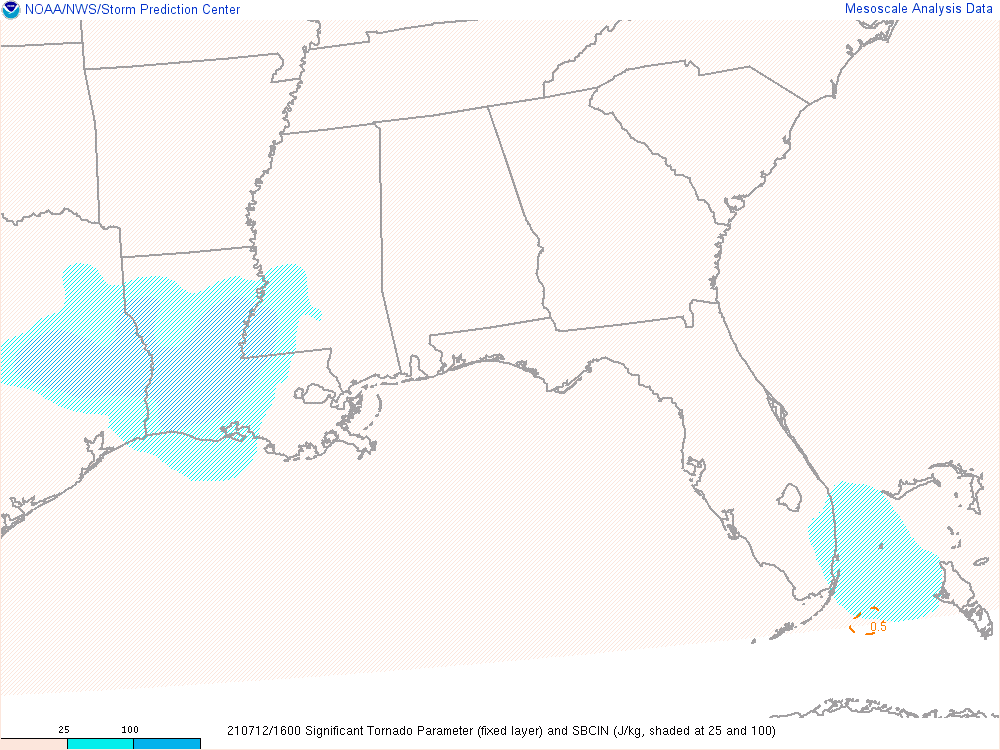 NOAA/NWS/Storm Prediction Center
Mesoscale Analysis Data
0.5
25 100
210712/1600 Significant Tornado Parameter (fixed layer) and SBCIN (J/kg, shaded at 25 and 100)